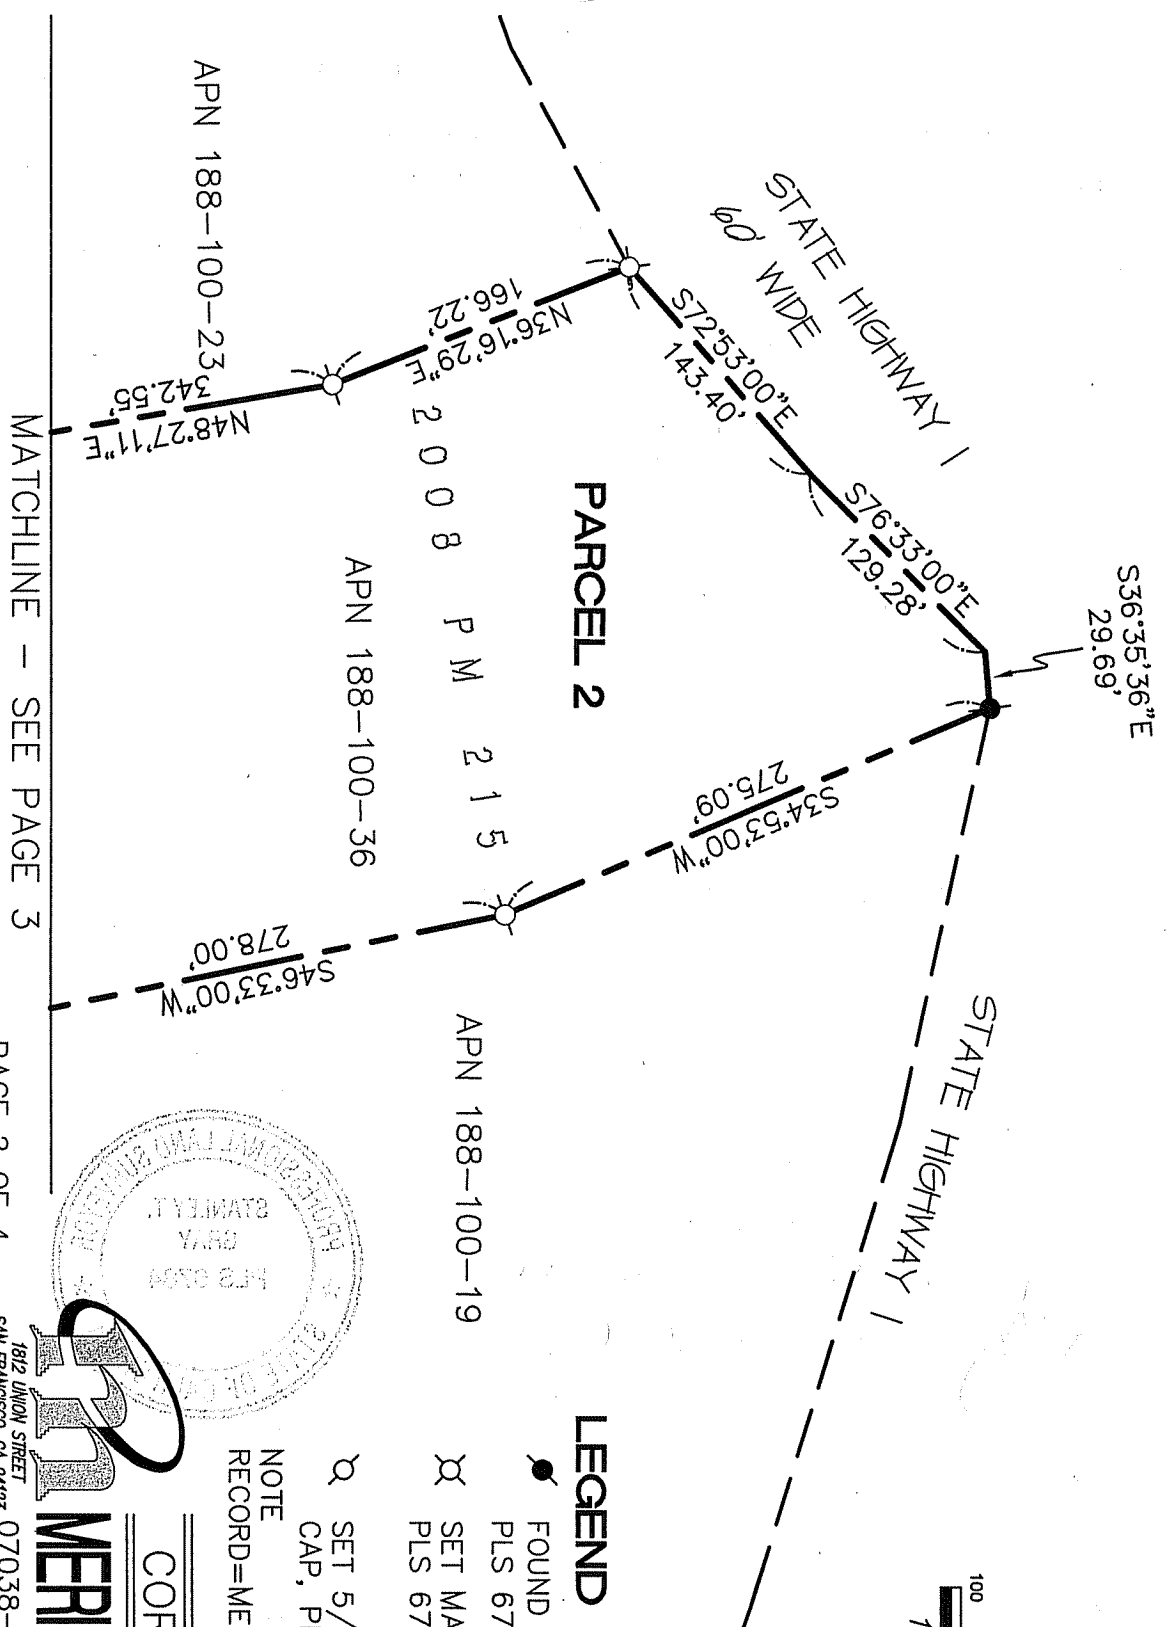 STATE HIGHWAY 1
60' WIDE
S36°35'36"E
29.69'
S72°53'00"E
143.40'
S76°33'00"E
129.28'
N36°16'29"E
166.22'
N48°27'11"E
342.55'
APN 188-100-23
PARCEL 2
2008 PM 215
APN 188-100-36
S34°53'00"W
275.09'
S46°33'00"W
278.00'
STATE HIGHWAY 1
APN 188-100-19
MATCHLINE - SEE PAGE 3
PROFESSIONAL LAND SURVEYOR
STANLEY T.
GRAY
PLS 6704
LEGEND
FOUND
PLS 67
SET MA
PLS 67
SET 5/
CAP, P
NOTE
RECORD=ME
100
1812 UNION STREET
07038-